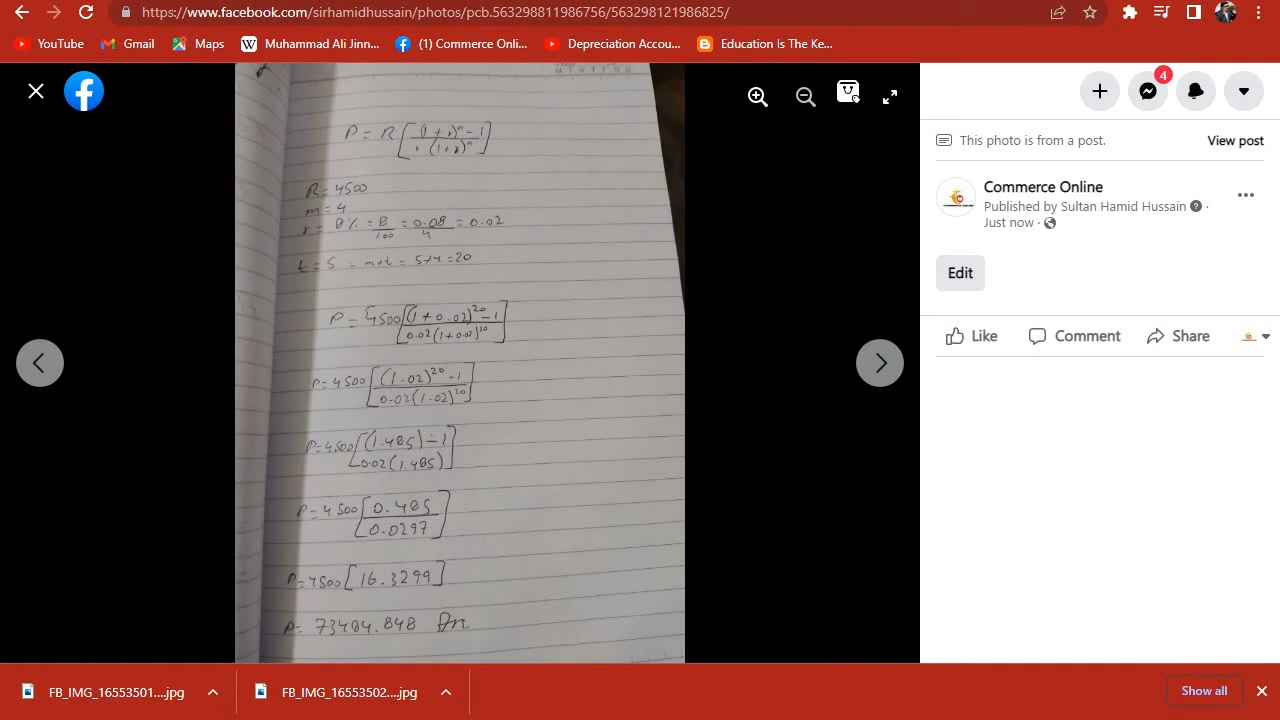 https://www.facebook.com/sirhamidhussain/photos/pcb.563298811986756/563298121986825/
YouTube
Gmail
Maps
Muhammad Ali Jinn...
(1) Commerce Onli...
Depreciation Accou...
Education Is The Ke...
4
This photo is from a post.
View post
Commerce Online
Published by Sultan Hamid Hussain ·
Just now ·
Edit
Like
Comment
Share
P = R [ (1 + r)^n - 1 / r (1 + r)^n ]
R = 4500
m = 4
r = 8% = 8/100 = 0.08/4 = 0.02
t = 5 - m+t = 5+4 = 20
P = 4500 [ (1 + 0.02)^20 - 1 / 0.02 (1 + 0.02)^20 ]
P = 4500 [ (1.02)^20 - 1 / 0.02 (1.02)^20 ]
P = 4500 [ (1.485) - 1 / 0.02 (1.485) ]
P = 4500 [ 0.485 / 0.0297 ]
P = 4500 [ 16.3299 ]
P = 73484.848 An.
FB_IMG_16553501....jpg
FB_IMG_16553502....jpg
Show all